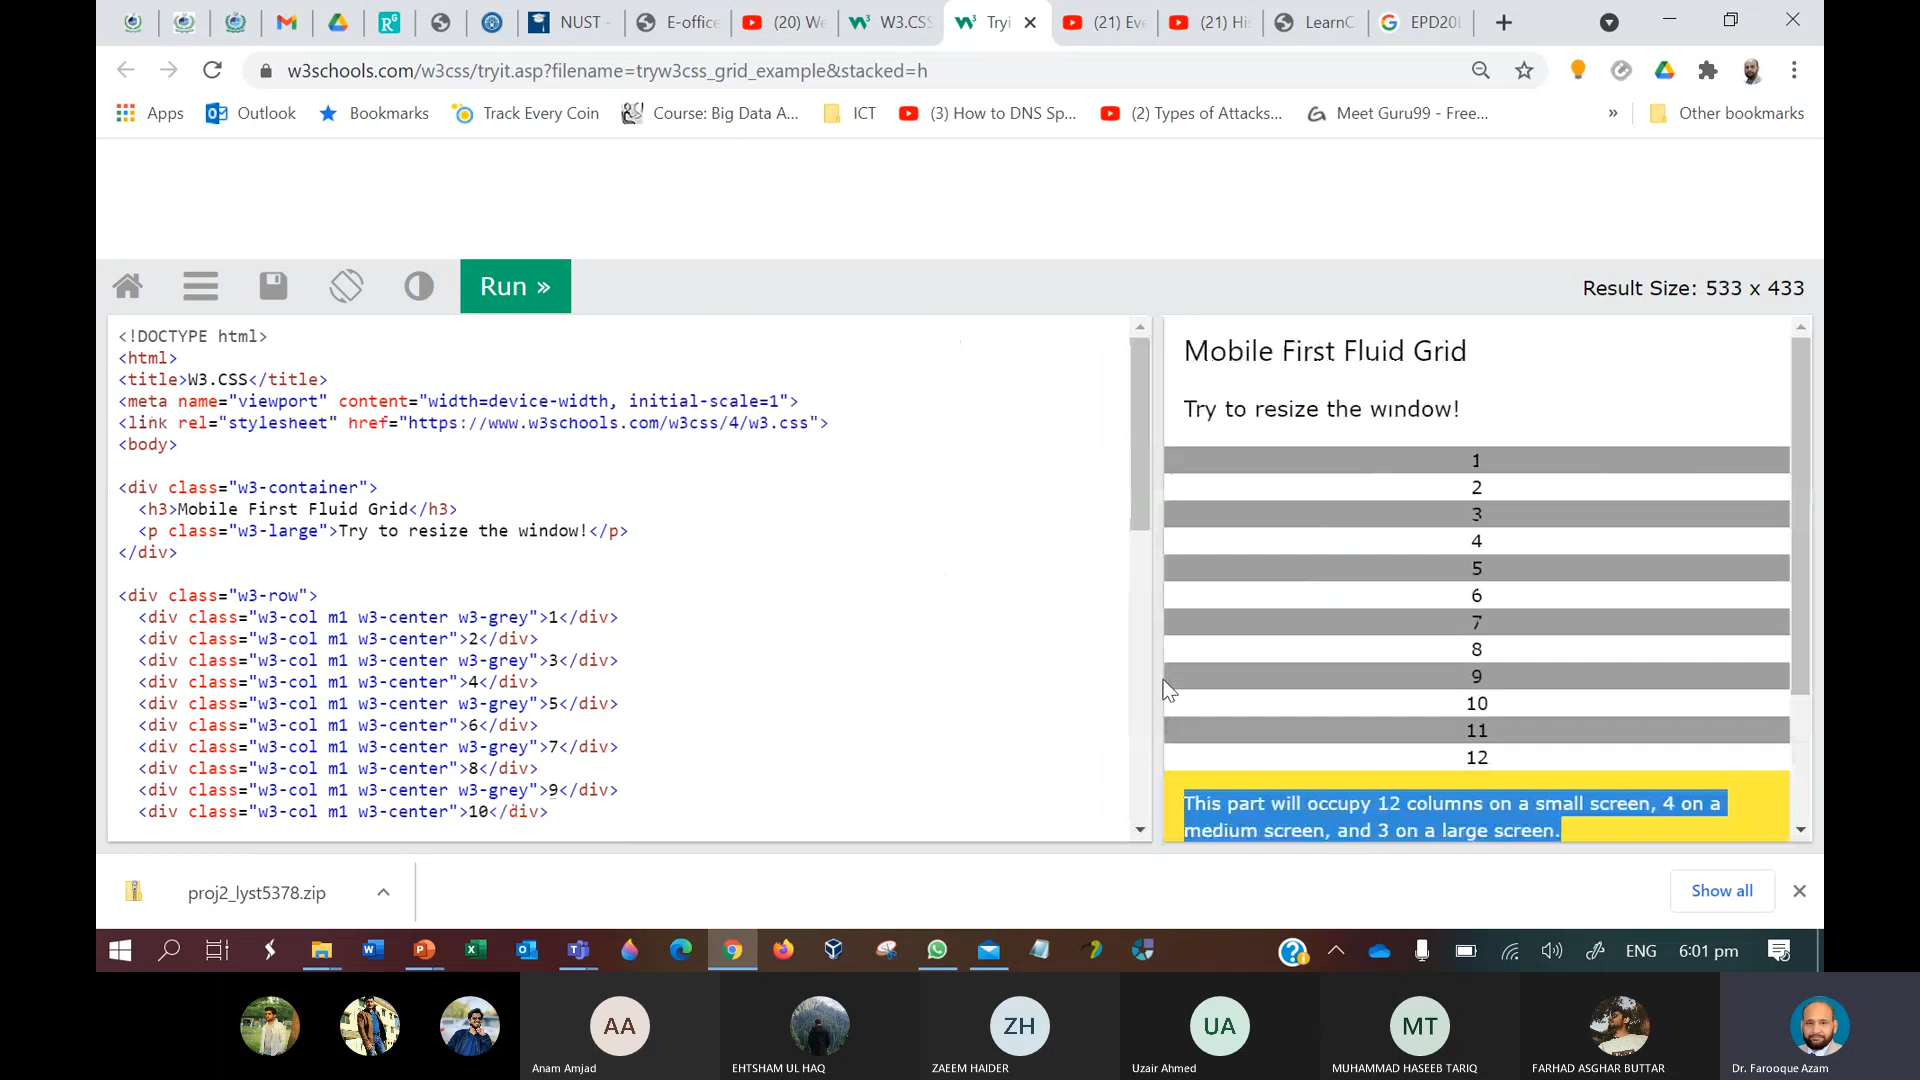 NUST -
E-office
(20) We
W3.CSS
Tryi
(21) Eve
(21) His
LearnC
EPD20
w3schools.com/w3css/tryit.asp?filename=tryw3css_grid_example&stacked=h
Apps
Outlook
Bookmarks
Track Every Coin
Course: Big Data A...
ICT
(3) How to DNS Sp...
(2) Types of Attacks...
Meet Guru99 - Free...
»
Other bookmarks
Run »
Result Size: 533 x 433
<!DOCTYPE html>
<html>
<title>W3.CSS</title>
<meta name="viewport" content="width=device-width, initial-scale=1">
<link rel="stylesheet" href="https://www.w3schools.com/w3css/4/w3.css">
<body>
<div class="w3-container">
<h3>Mobile First Fluid Grid</h3>
<p class="w3-large">Try to resize the window!</p>
</div>
<div class="w3-row">
<div class="w3-col m1 w3-center w3-grey">1</div>
<div class="w3-col m1 w3-center">2</div>
<div class="w3-col m1 w3-center w3-grey">3</div>
<div class="w3-col m1 w3-center">4</div>
<div class="w3-col m1 w3-center w3-grey">5</div>
<div class="w3-col m1 w3-center">6</div>
<div class="w3-col m1 w3-center w3-grey">7</div>
<div class="w3-col m1 w3-center">8</div>
<div class="w3-col m1 w3-center w3-grey">9</div>
<div class="w3-col m1 w3-center">10</div>
Mobile First Fluid Grid
Try to resize the window!
1
2
3
4
5
6
7
8
9
10
11
12
This part will occupy 12 columns on a small screen, 4 on a
medium screen, and 3 on a large screen.
proj2_lyst5378.zip
Show all
ENG
6:01 pm
AA
ZH
UA
MT
Anam Amjad
EHTSHAM UL HAQ
ZAEEM HAIDER
Uzair Ahmed
MUHAMMAD HASEEB TARIQ
FARHAD ASGHAR BUTTAR
Dr. Farooque Azam